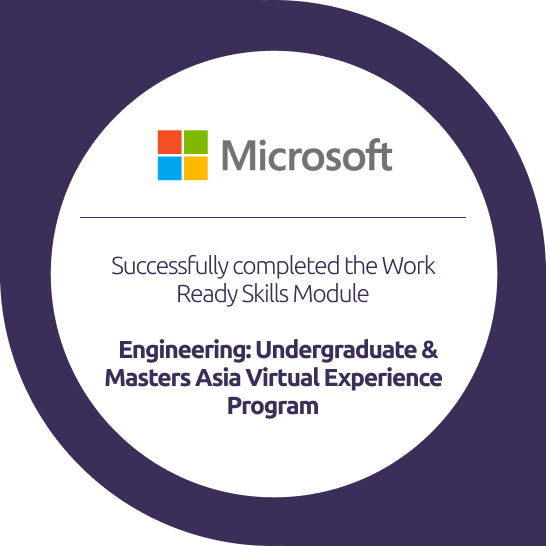 Microsoft
Successfully completed the Work
Ready Skills Module
Engineering: Undergraduate &
Masters Asia Virtual Experience
Program